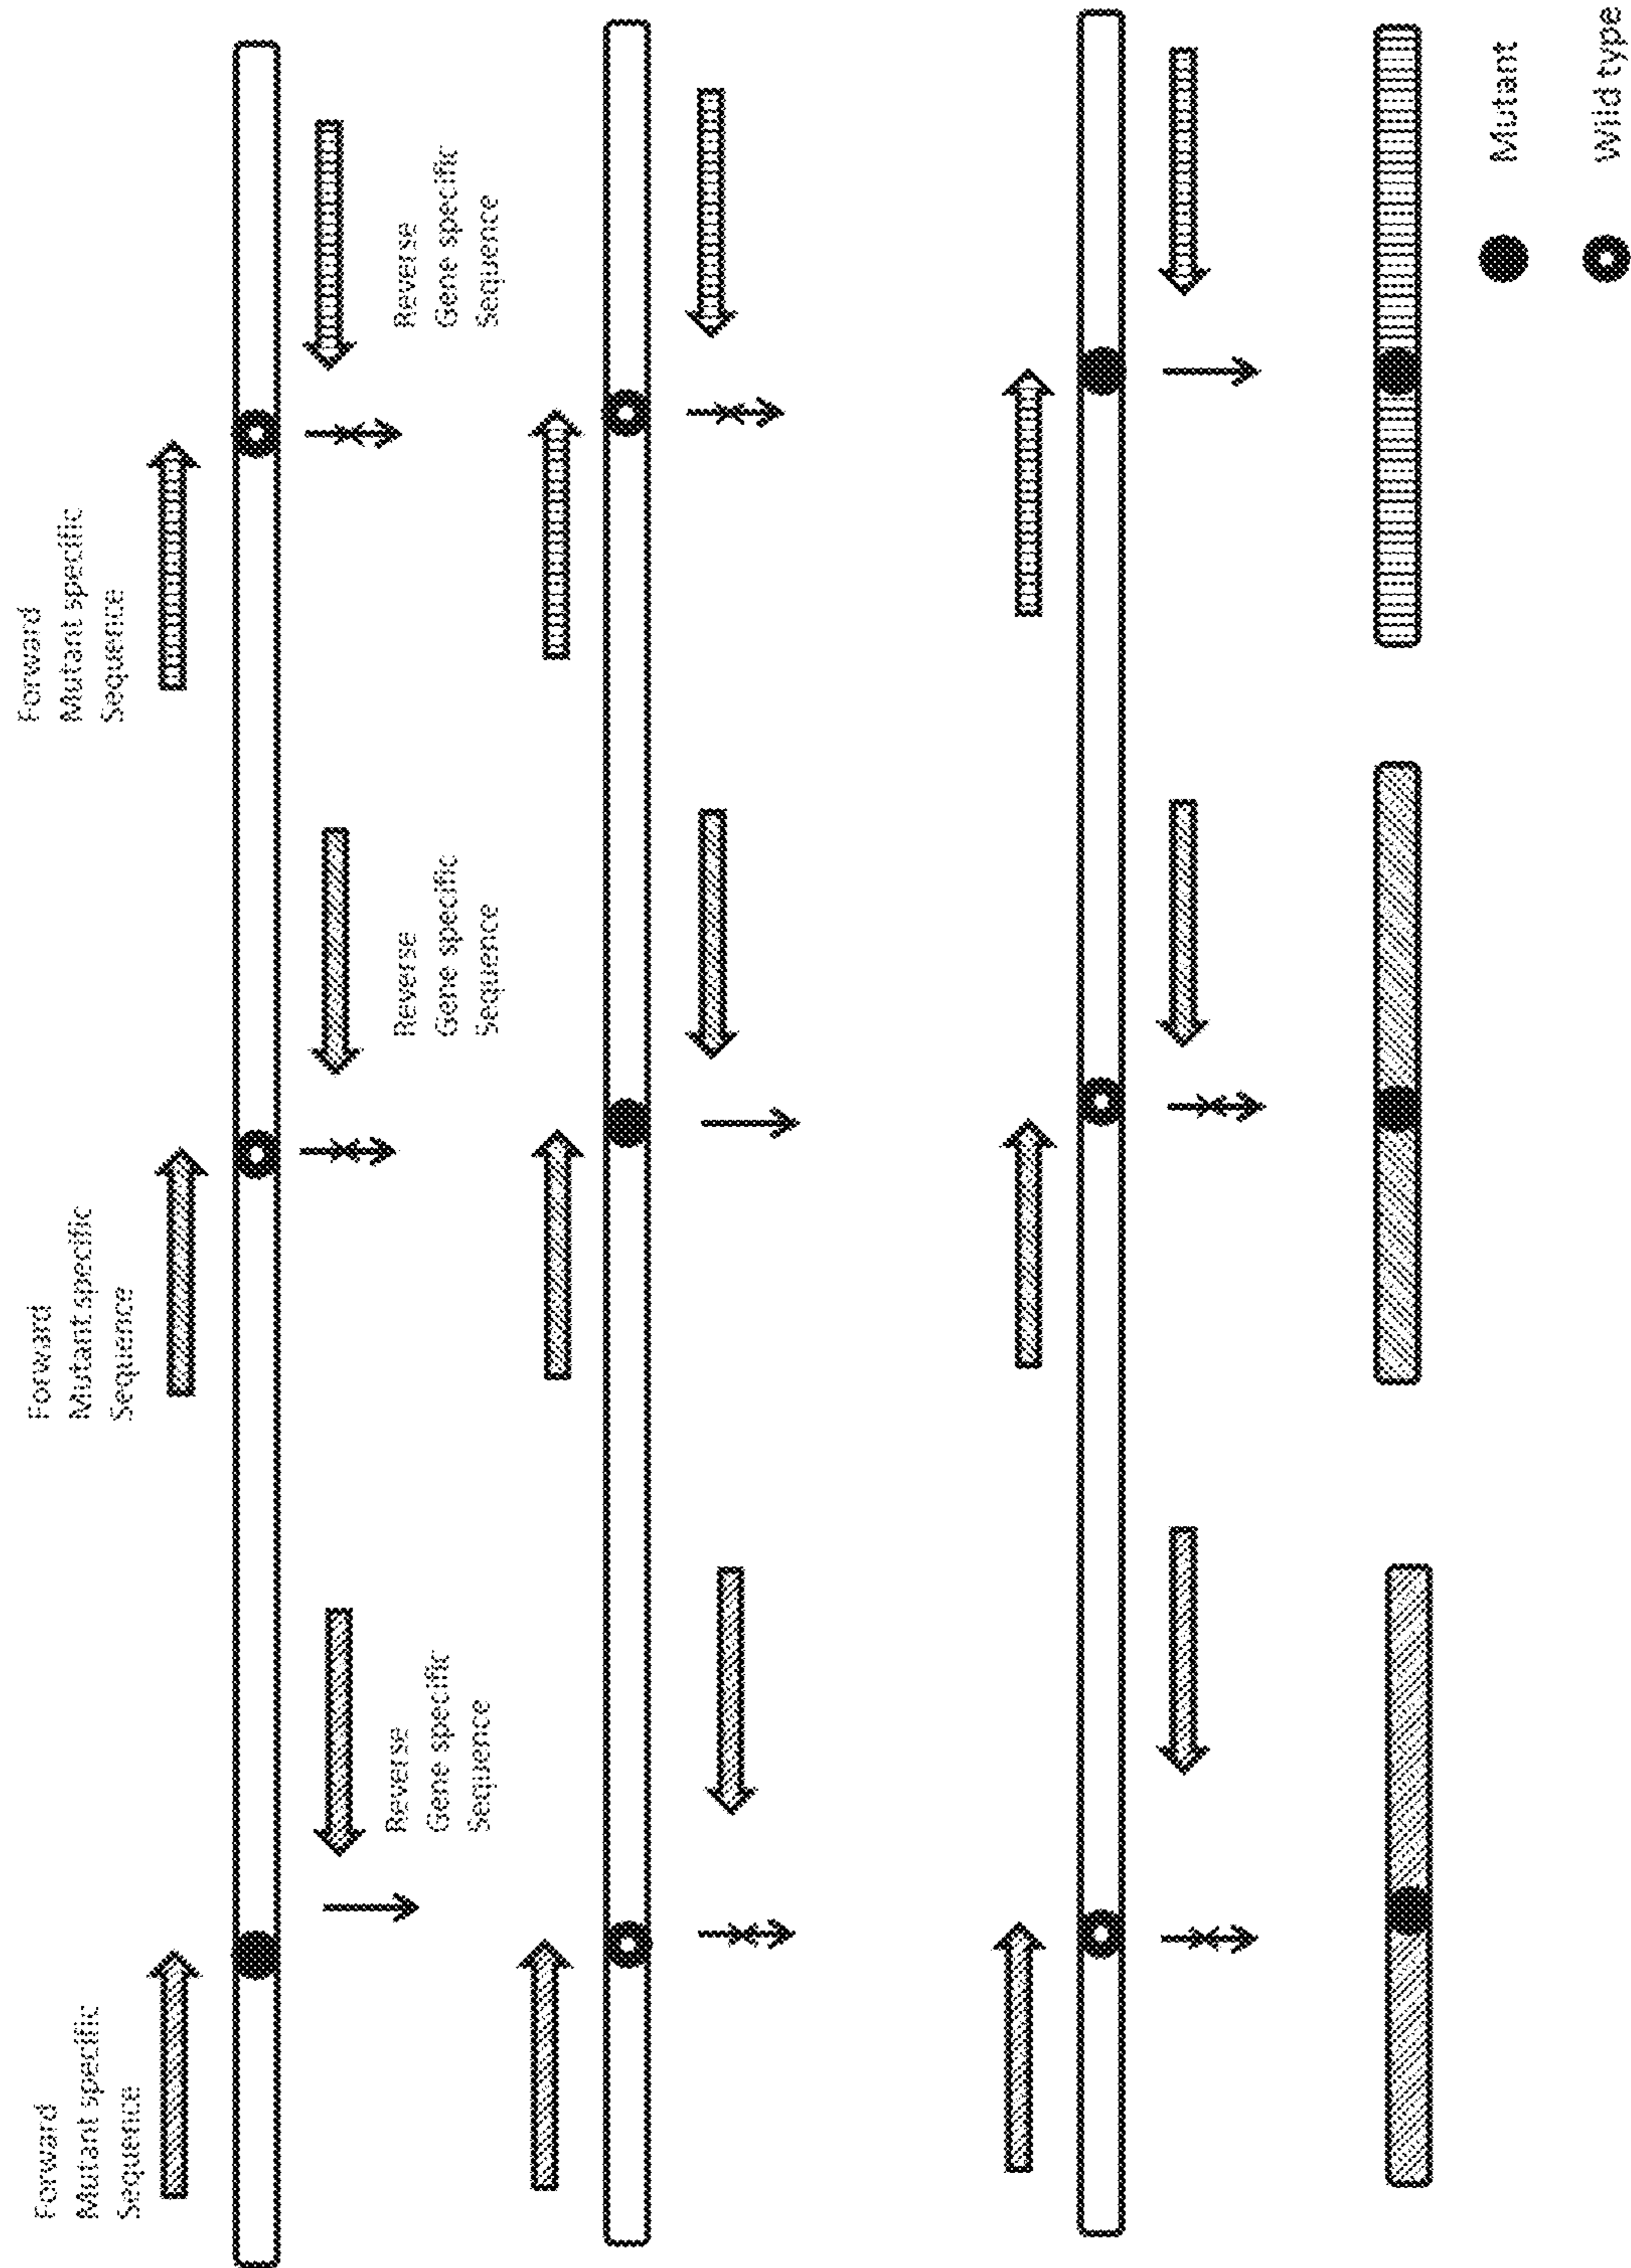 Forward
Mutant specific
Sequence
Forward
Mutant specific
Sequence
Forward
Mutant specific
Sequence
Reverse
Gene specific
Sequence
Reverse
Gene specific
Sequence
Reverse
Gene specific
Sequence
Mutant
Wild type